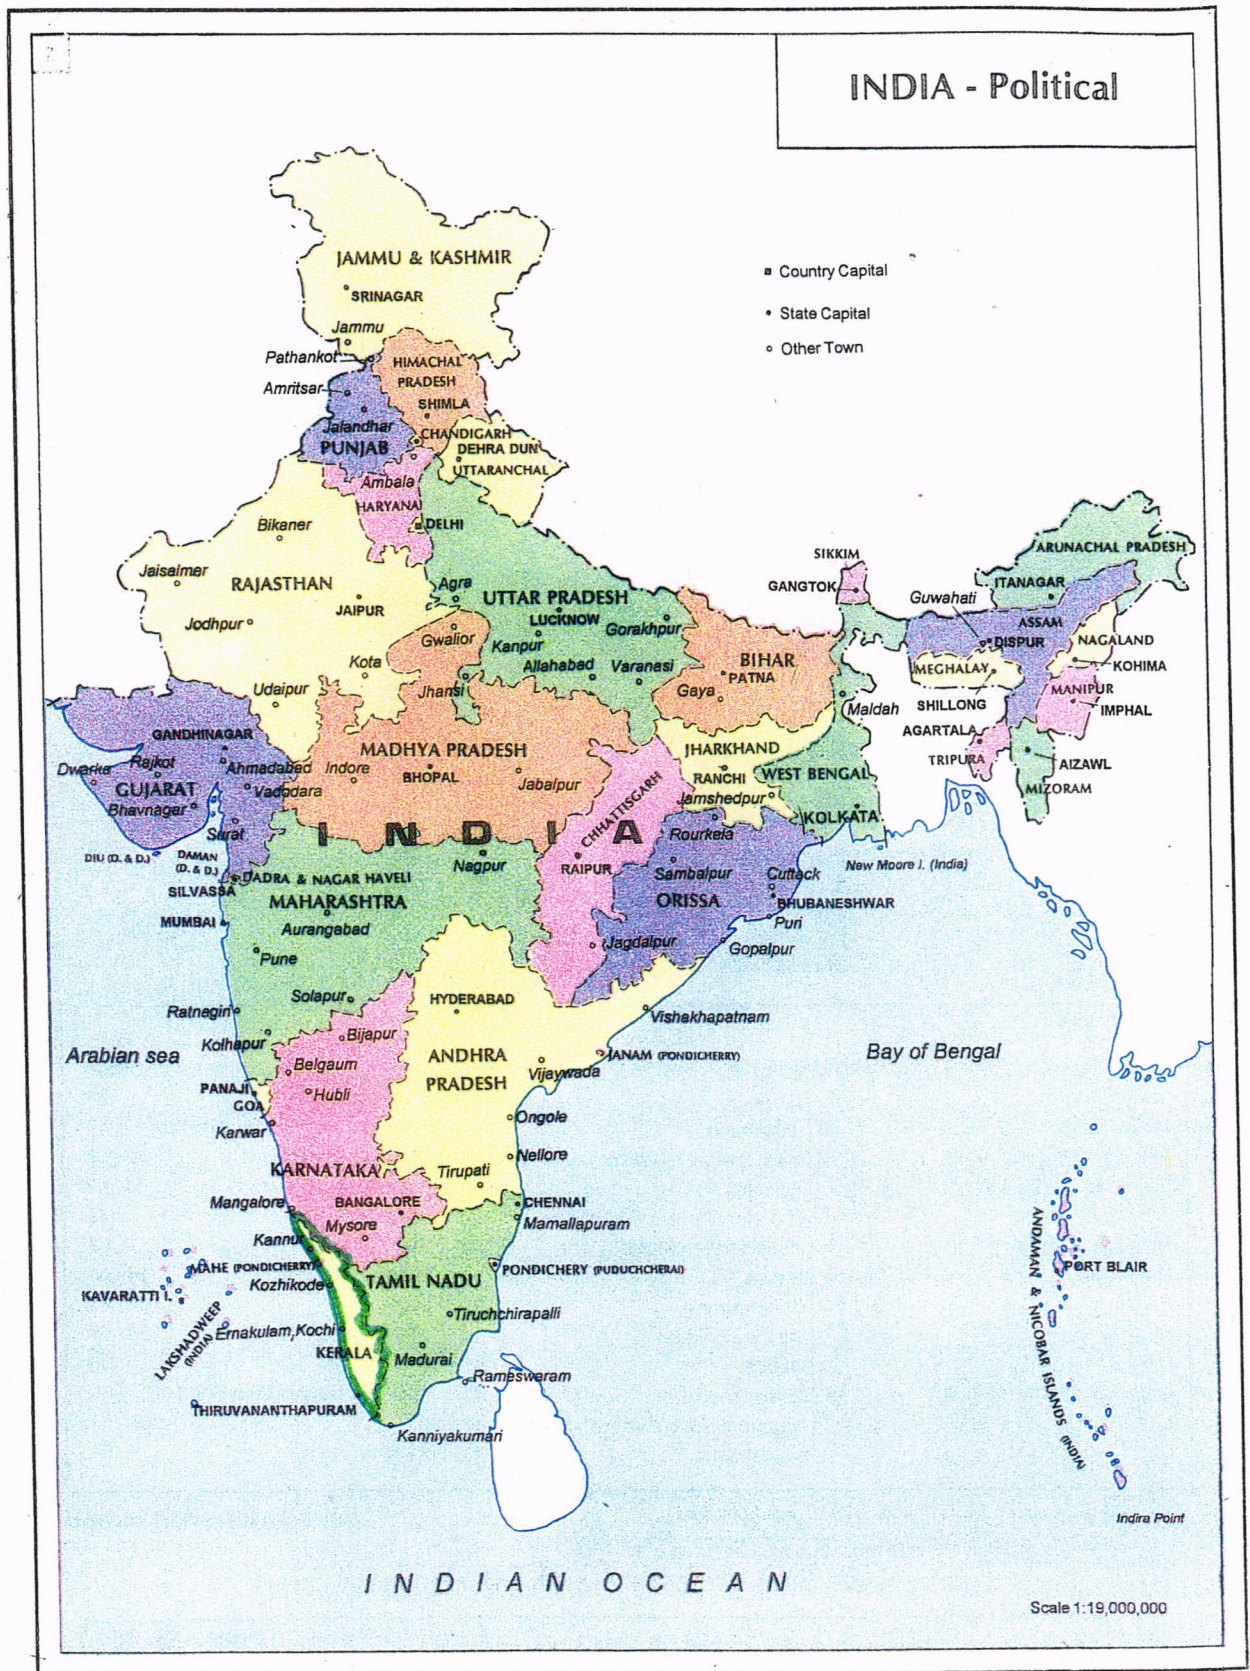 INDIA - Political
JAMMU & KASHMIR
SRINAGAR
Jammu
Country Capital
State Capital
Other Town
Pathankot
HIMACHAL
PRADESH
Amritsar
SHIMLA
Jalandhar
PUNJAB
CHANDIGARH
DEHRA DUN
UTTARANCHAL
Ambala
HARYANA
DELHI
Bikaner
Jaisalmer
RAJASTHAN
JAIPUR
Jodhpur
Agra
UTTAR PRADESH
LUCKNOW
Gorakhpur
Gwalior
Kanpur
Allahabad
Varanasi
Kota
Jhansi
Udaipur
SIKKIM
GANGTOK
ARUNACHAL PRADESH
ITANAGAR
Guwahati
ASSAM
DISPUR
NAGALAND
KOHIMA
MEGHALAY
SHILLONG
MANIPUR
IMPHAL
AGARTALA
TRIPURA
AIZAWL
MIZORAM
BIHAR
PATNA
Gaya
Maldah
GANDHINAGAR
Dwarka
Rajkot
Ahmadabad
GUJARAT
Vadodara
Bhavnagar
Surat
MADHYA PRADESH
Indore
BHOPAL
Jabalpur
JHARKHAND
RANCHI
Jamshedpur
WEST BENGAL
KOLKATA
CHHATTISGARH
INDIA
Rourkela
RAIPUR
Sambalpur
Cuttack
New Moore I. (India)
ORISSA
BHUBANESHWAR
Puri
Gopalpur
Jagdalpur
DIU (D. & D.)
DAMAN
(D. & D.)
SILVASSA
DADRA & NAGAR HAVELI
Nagpur
MAHARASHTRA
MUMBAI
Aurangabad
Pune
Solapur
Ratnagiri
Kolhapur
HYDERABAD
Vishakhapatnam
Arabian sea
Bijapur
Belgaum
ANDHRA
PRADESH
JANAM (PONDICHERRY)
Vijaywada
Bay of Bengal
PANAJI
GOA
Hubli
Karwar
Ongole
Nellore
KARNATAKA
Tirupati
Mangalore
BANGALORE
CHENNAI
Mamallapuram
Mysore
Kannur
MAHE (PONDICHERRY)
Kozhikode
TAMIL NADU
PONDICHERY (PUDUCHCHERAI)
KAVARATTI I.
LAKSHADWEEP
(INDIA)
Ernakulam, Kochi
Tiruchchirapalli
KERALA
Madurai
Rameswaram
THIRUVANANTHAPURAM
Kanniyakumari
ANDAMAN & NICOBAR ISLANDS (INDIA)
PORT BLAIR
Indira Point
INDIAN OCEAN
Scale 1:19,000,000